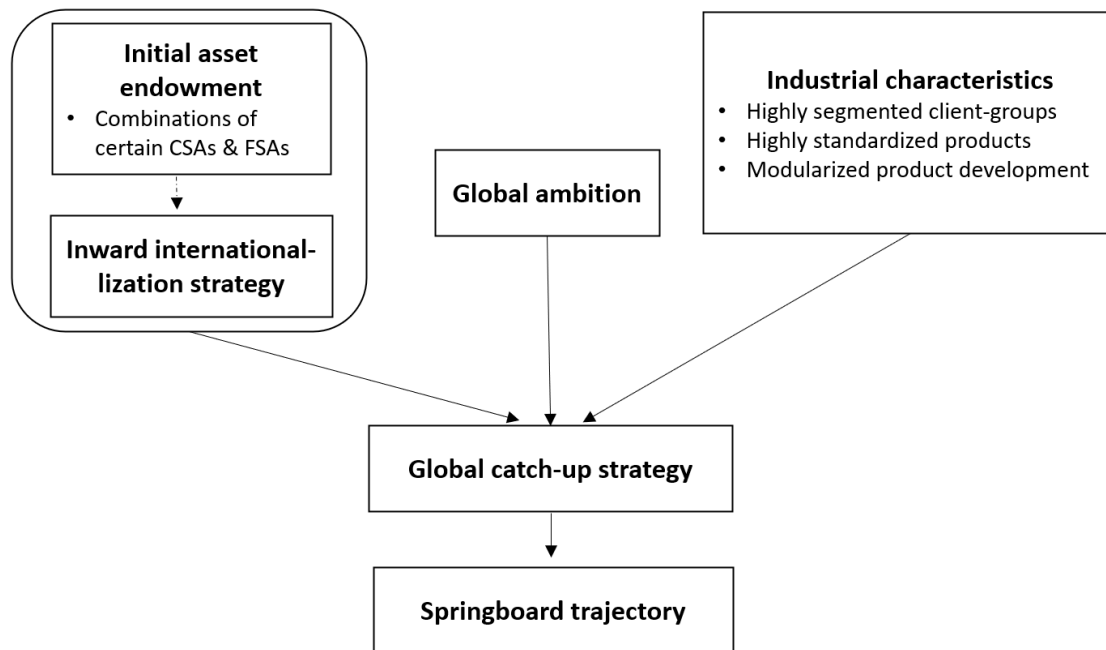 Initial asset
endowment
• Combinations of
certain CSAs & FSAs
Inward international-
lization strategy
Global ambition
Industrial characteristics
• Highly segmented client-groups
• Highly standardized products
• Modularized product development
Global catch-up strategy
Springboard trajectory